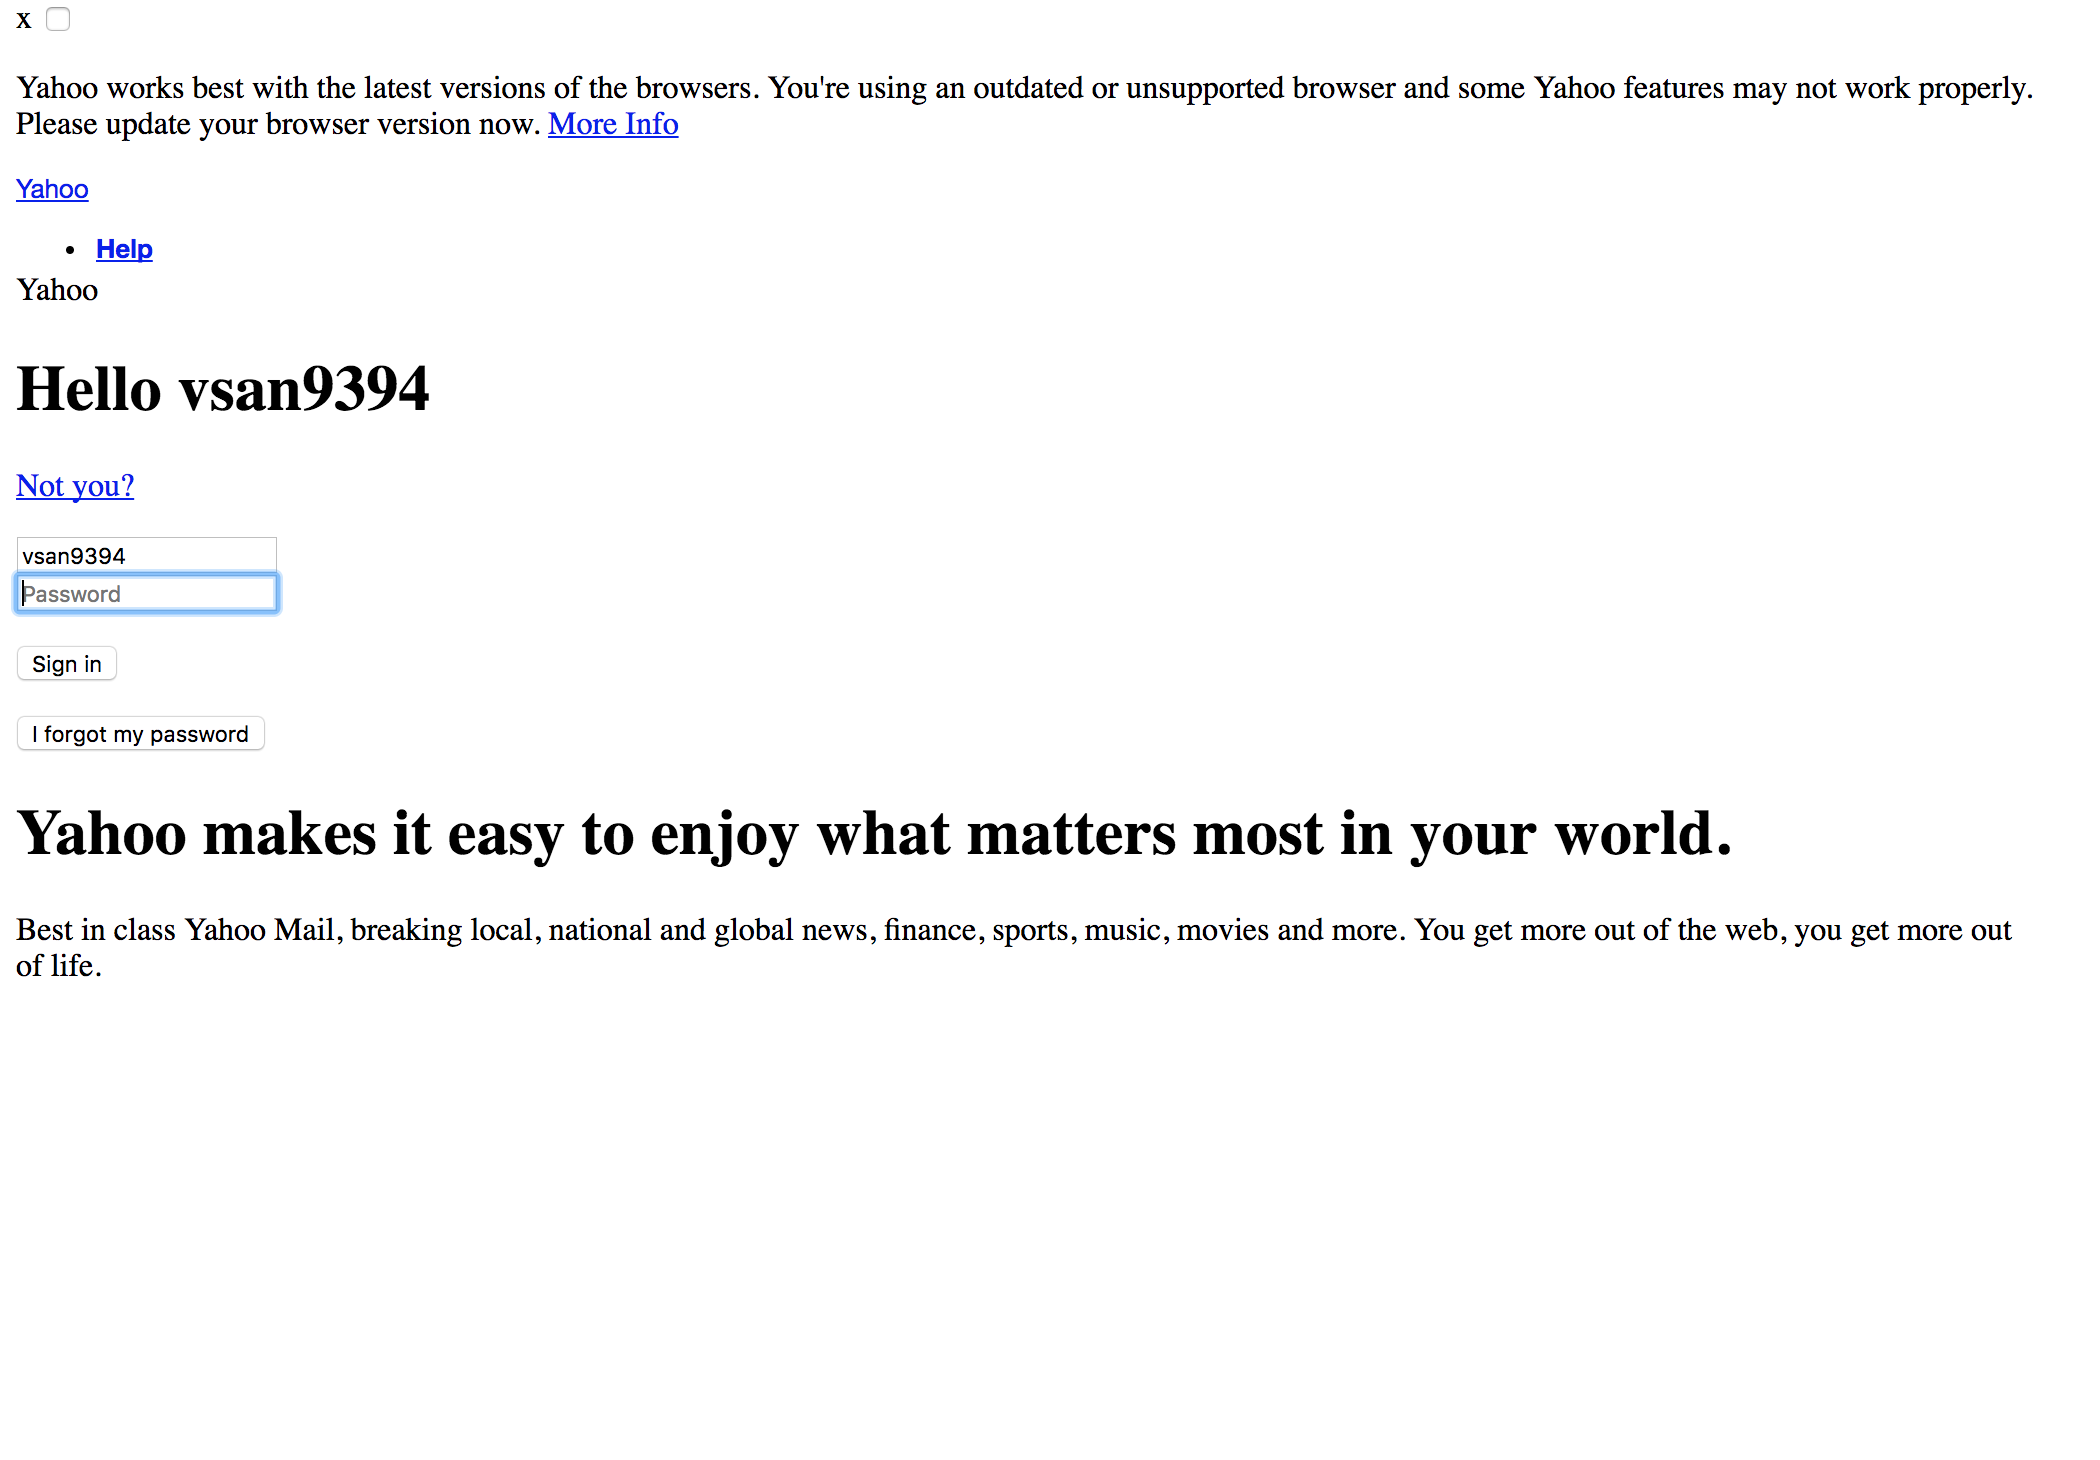 x
Yahoo works best with the latest versions of the browsers. You're using an outdated or unsupported browser and some Yahoo features may not work properly.
Please update your browser version now. More Info
Yahoo
Help
Yahoo
Hello vsan9394
Not you?
vsan9394
Password
Sign in
I forgot my password
Yahoo makes it easy to enjoy what matters most in your world.
Best in class Yahoo Mail, breaking local, national and global news, finance, sports, music, movies and more. You get more out of the web, you get more out
of life.